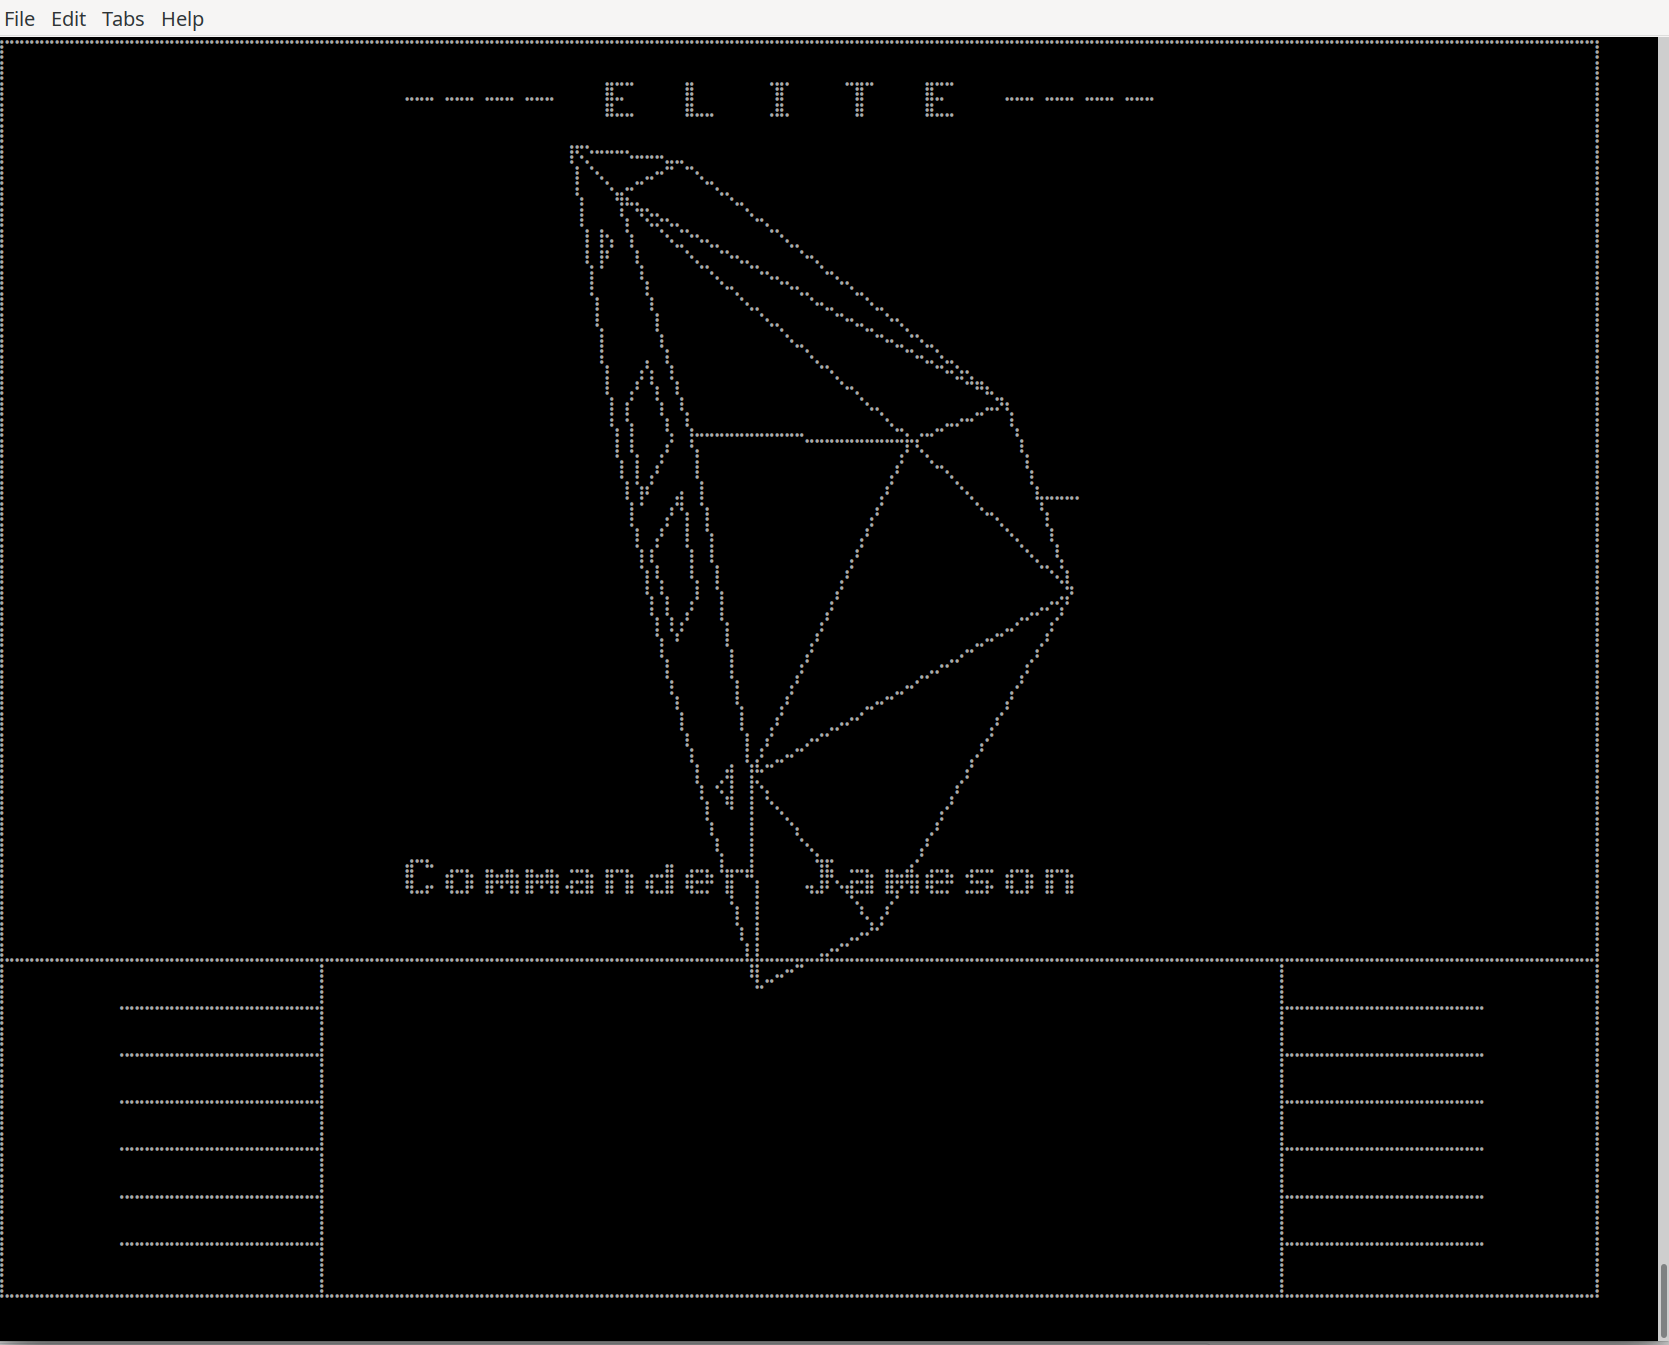 File Edit Tabs Help
---- E L I T E ----
Commander Jameson